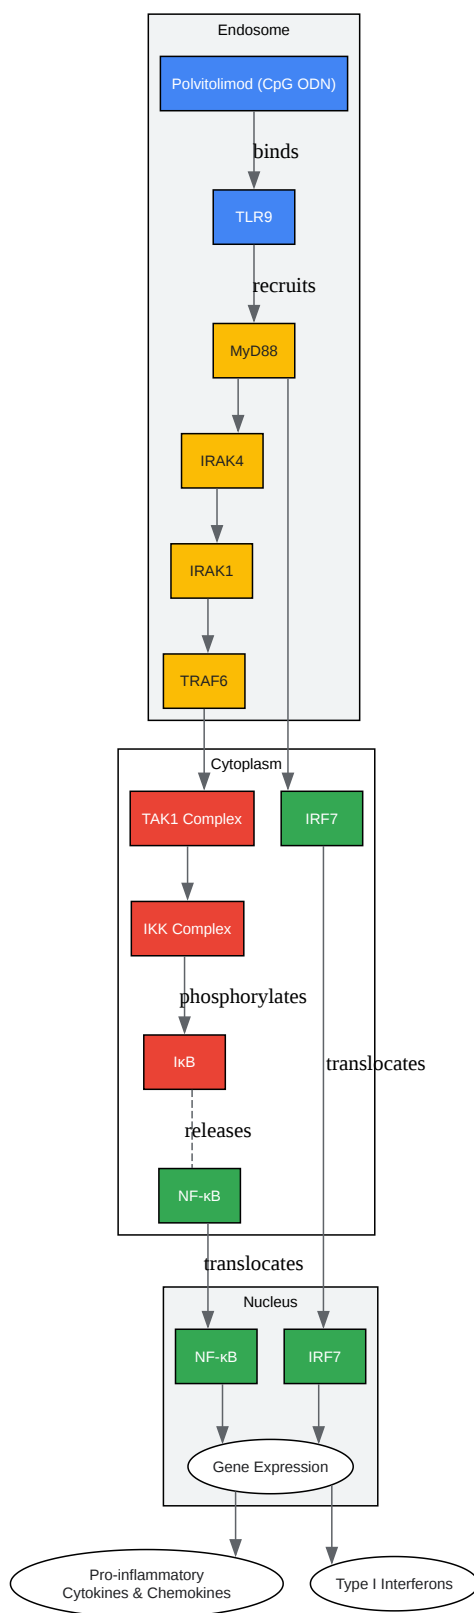 Endosome
Polvitolimod (CpG ODN)
binds
TLR9
recruits
MyD88
IRAK4
IRAK1
TRAF6
Cytoplasm
TAK1 Complex
IRF7
IKK Complex
phosphorylates
IκB
translocates
releases
NF-κB
translocates
Nucleus
NF-κB
IRF7
Gene Expression
Pro-inflammatory
Cytokines & Chemokines
Type I Interferons